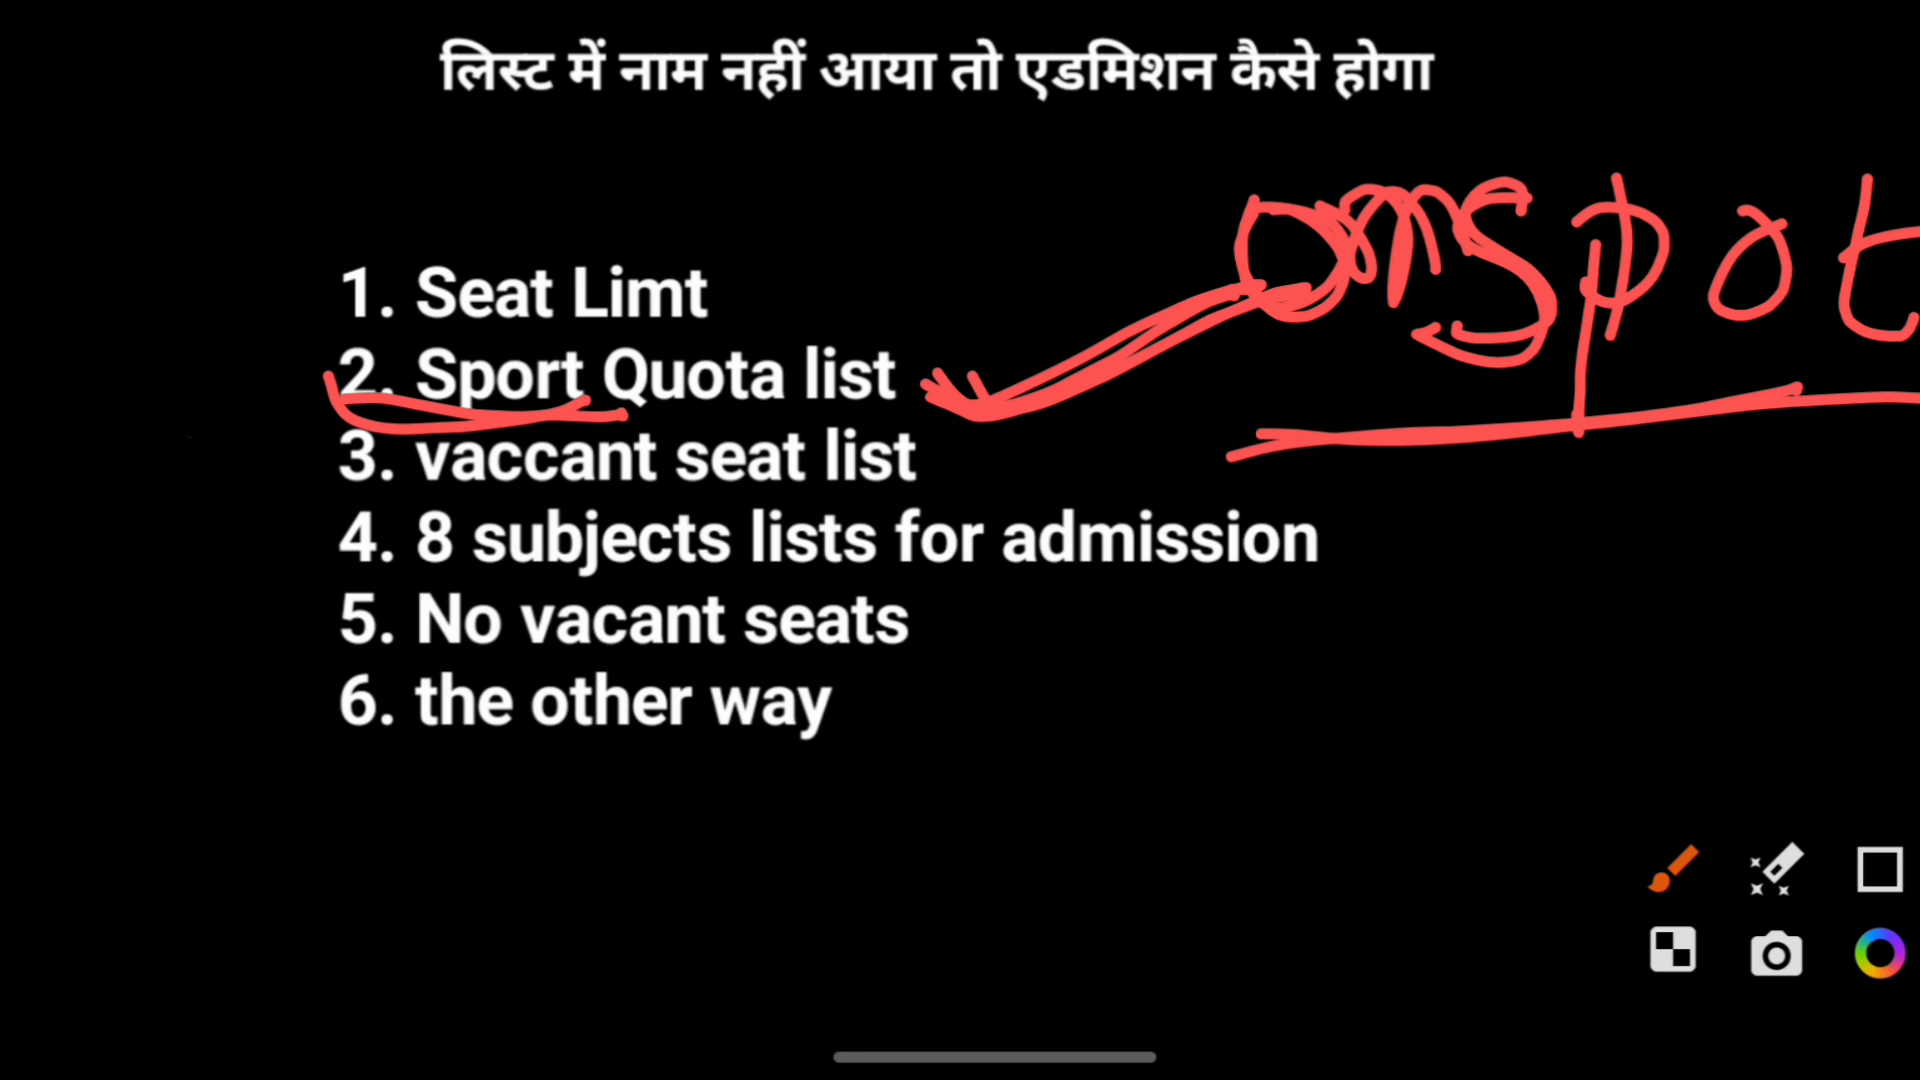 लिस्ट में नाम नहीं आया तो एडमिशन कैसे होगा
onspot
1. Seat Limt
2. Sport Quota list
3. vaccant seat list
4. 8 subjects lists for admission
5. No vacant seats
6. the other way